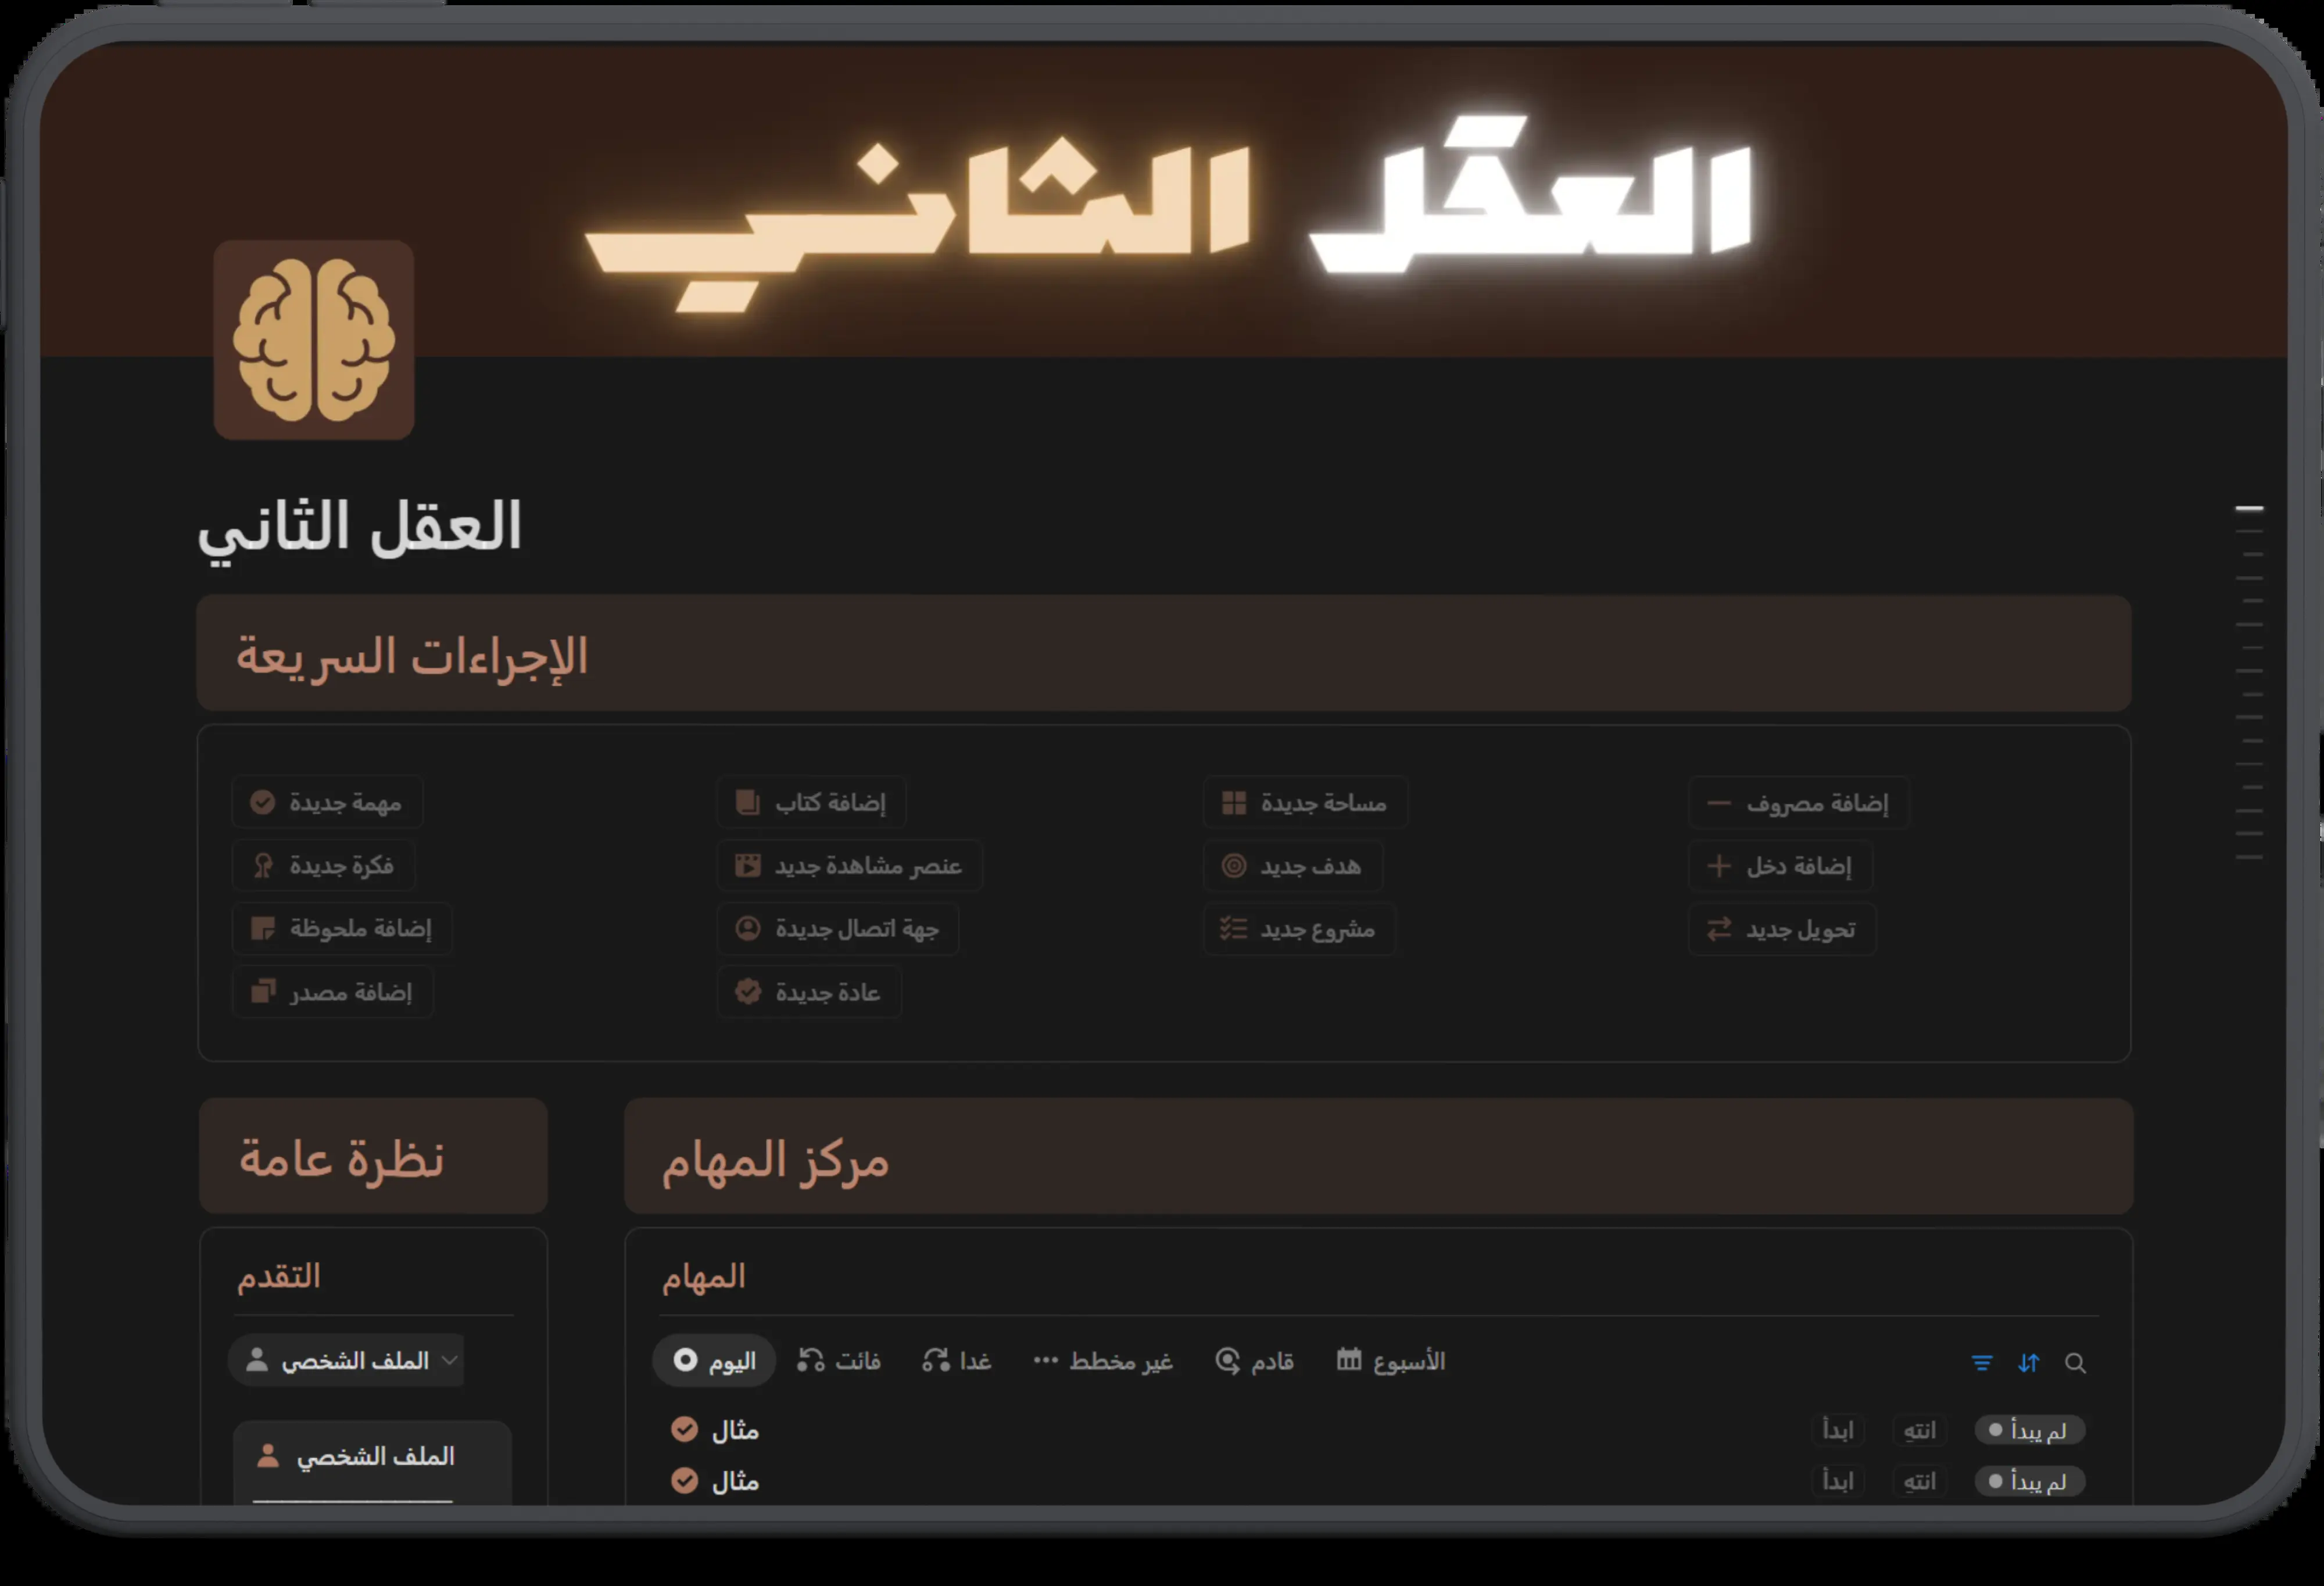 العقل الثاني
العقل الثاني
الإجراءات السريعة
مهمة جديدة
فكرة جديدة
إضافة ملحوظة
إضافة مصدر
إضافة كتاب
عنصر مشاهدة جديد
جهة اتصال جديدة
عادة جديدة
مساحة جديدة
هدف جديد
مشروع جديد
إضافة مصروف
إضافة دخل
تحويل جديد
نظرة عامة
التقدم
الملف الشخصي
الملف الشخصي
مركز المهام
المهام
اليوم فائت غدا غير مخطط قادم الأسبوع
مثال ابدأ انته لم يبدأ
مثال ابدأ انته لم يبدأ